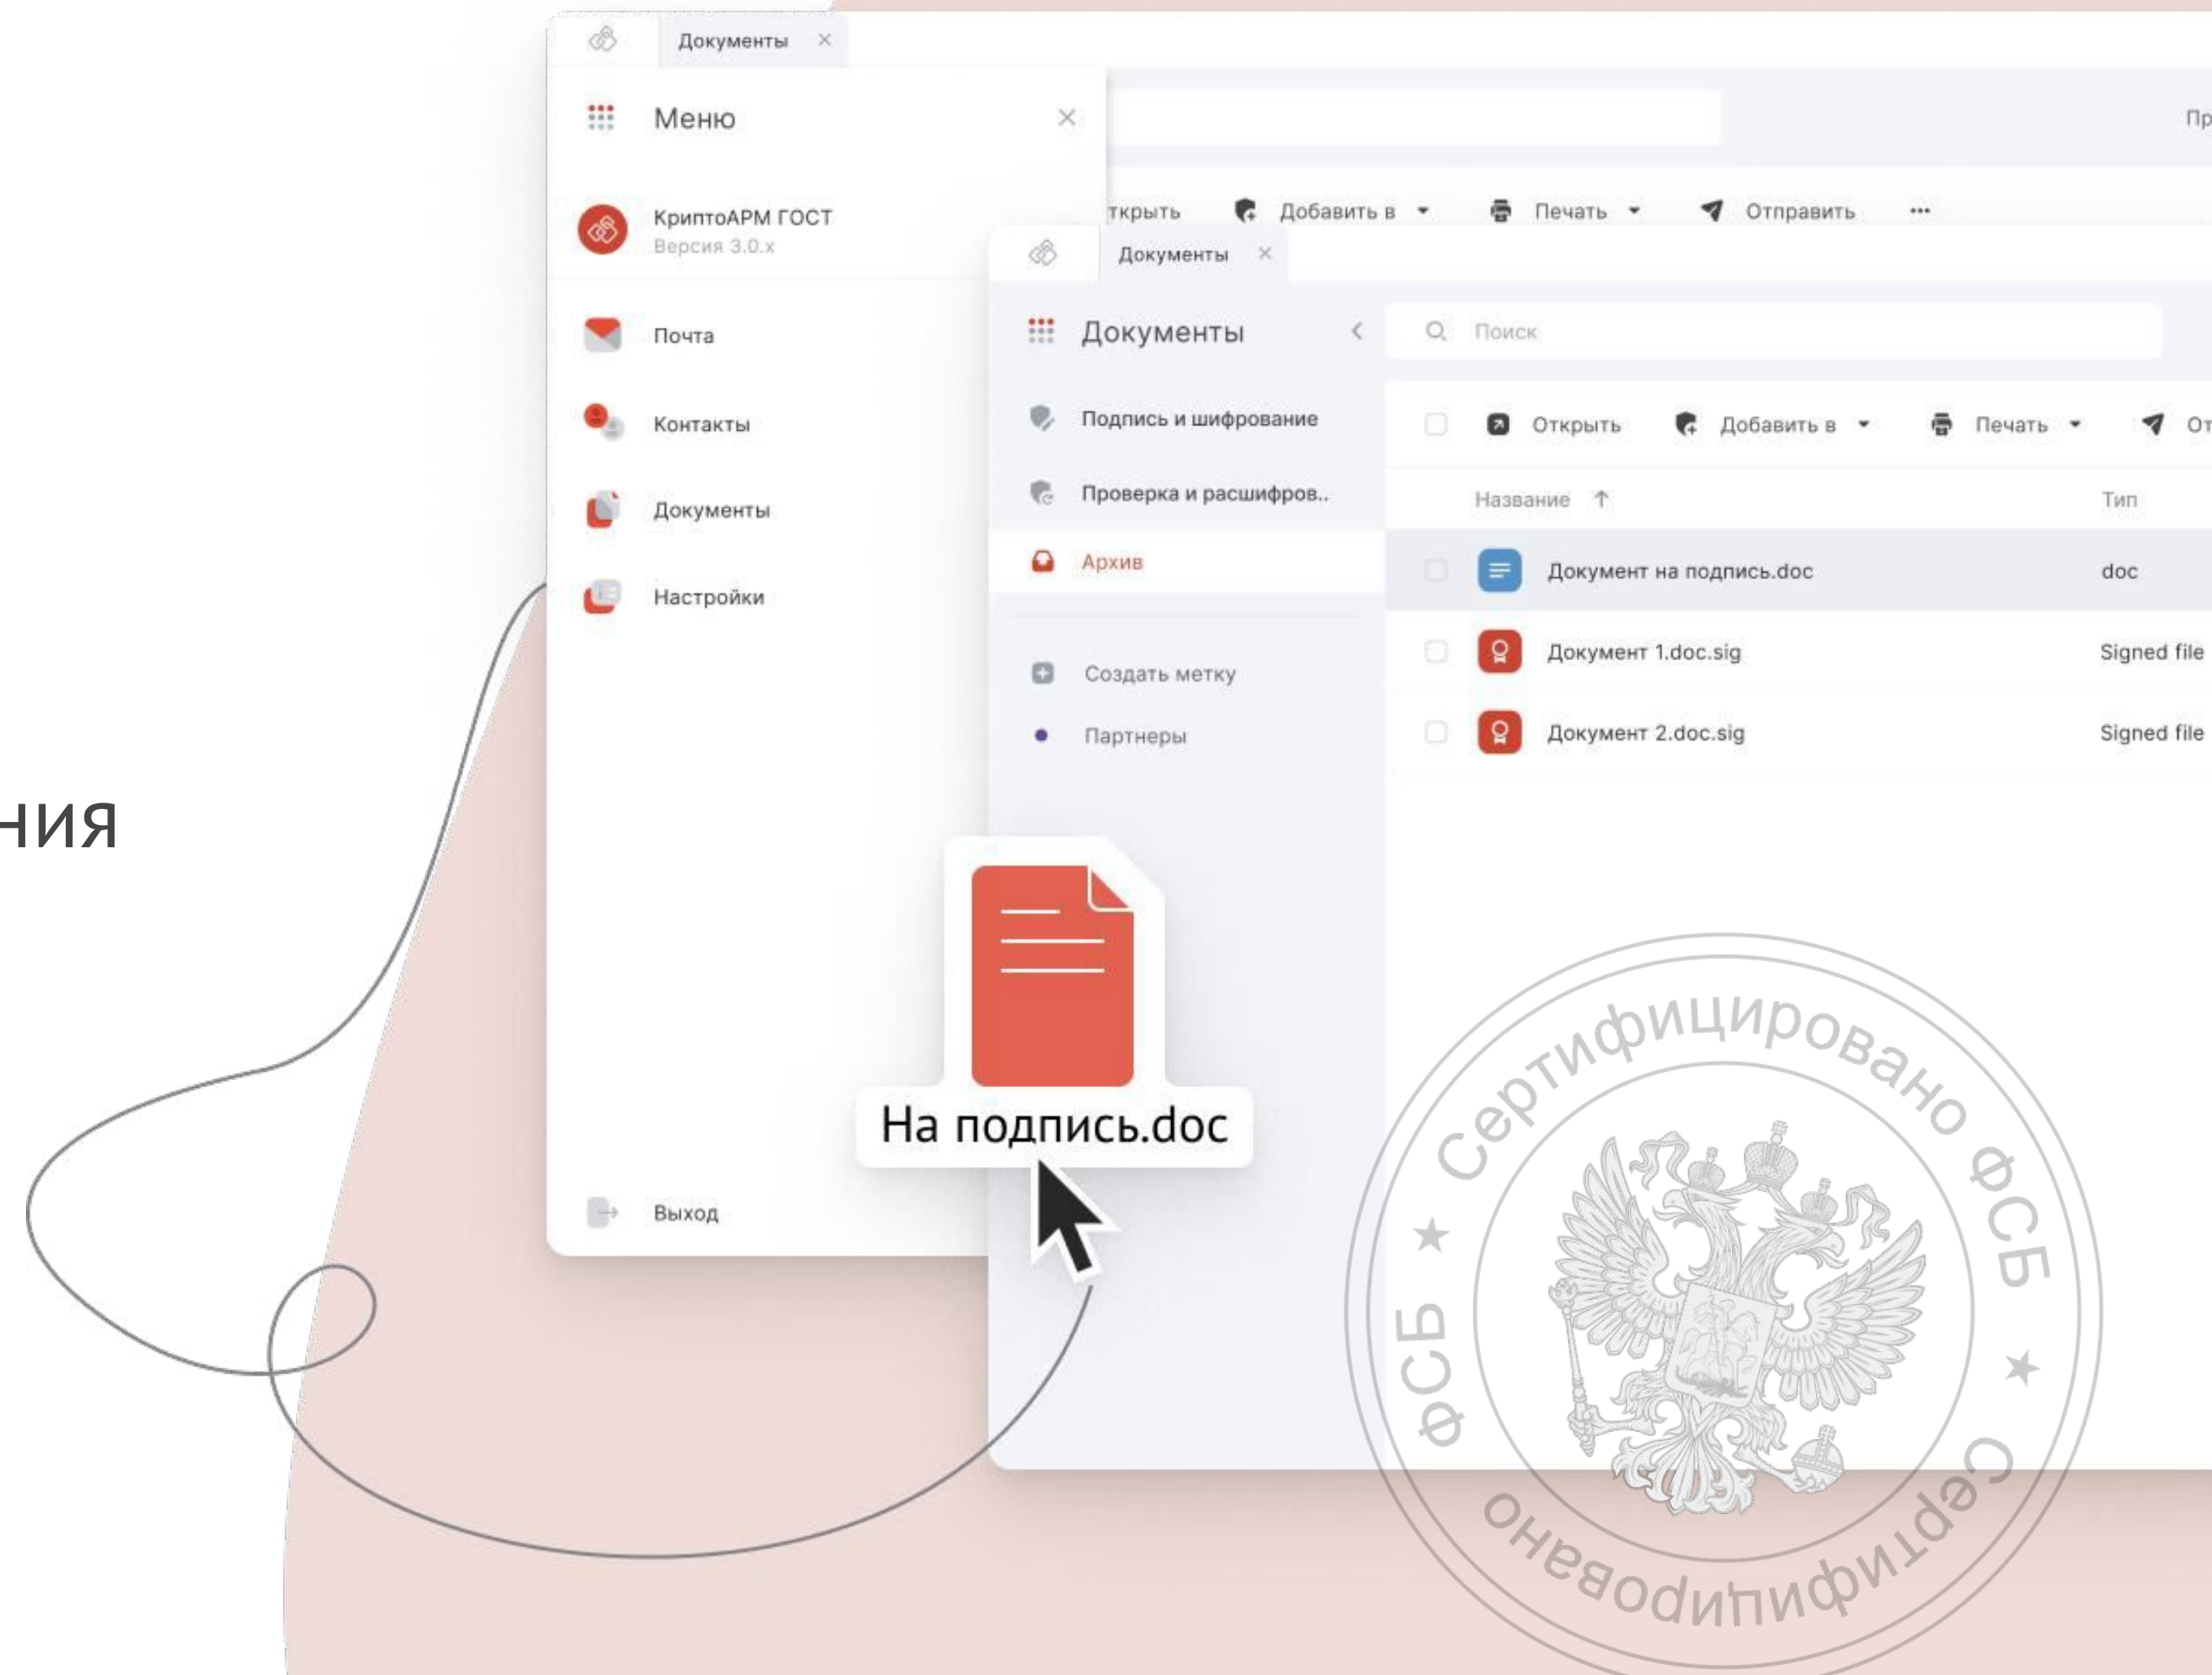 Документы
Меню
Пр
КриптоАРМ ГОСТ
Версия 3.0.x
ткрыть Добавить в Печать Отправить
Почта
Контакты
Документы
Настройки
Выход
Документы
Документы
Поиск
Подпись и шифрование
Проверка и расшифров..
Архив
Создать метку
Партнеры
Открыть Добавить в Печать От
Название Тип
Документ на подпись.doc doc
Документ 1.doc.sig Signed file
Документ 2.doc.sig Signed file
ния
На подпись.doc
Сертифицировано ФСБ
Сертифицировано ФСБ